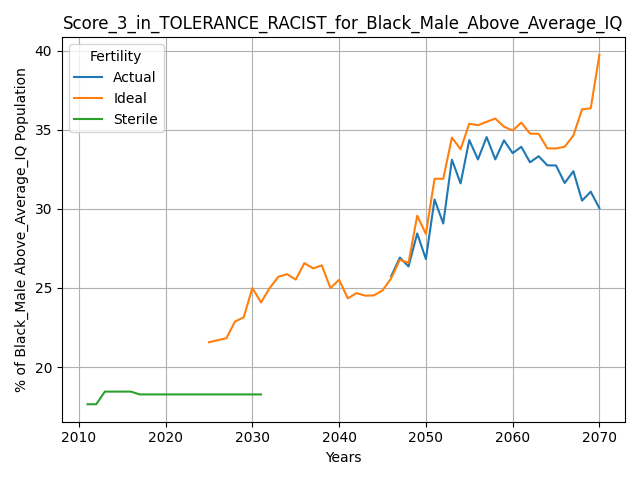 Score_3_in_TOLERANCE_RACIST_for_Black_Male_Above_Average_IQ
Fertility
Actual
Ideal
Sterile
% of Black_Male Above_Average_IQ Population
40
35
30
25
20
2010 2020 2030 2040 2050 2060 2070
Years